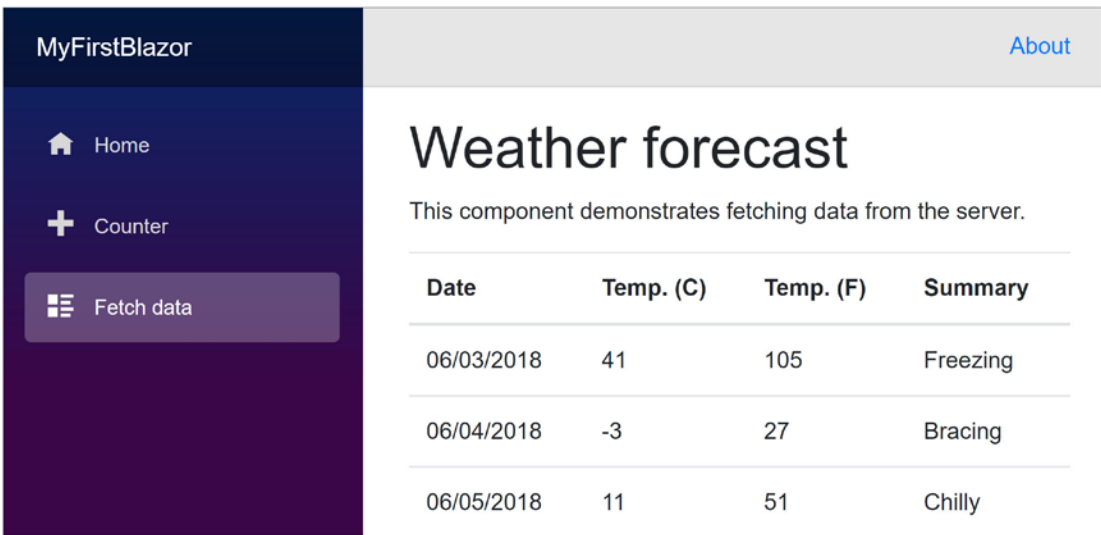 MyFirstBlazor
About
Home
Counter
Fetch data
Weather forecast
This component demonstrates fetching data from the server.
Date Temp. (C) Temp. (F) Summary
06/03/2018 41 105 Freezing
06/04/2018 -3 27 Bracing
06/05/2018 11 51 Chilly